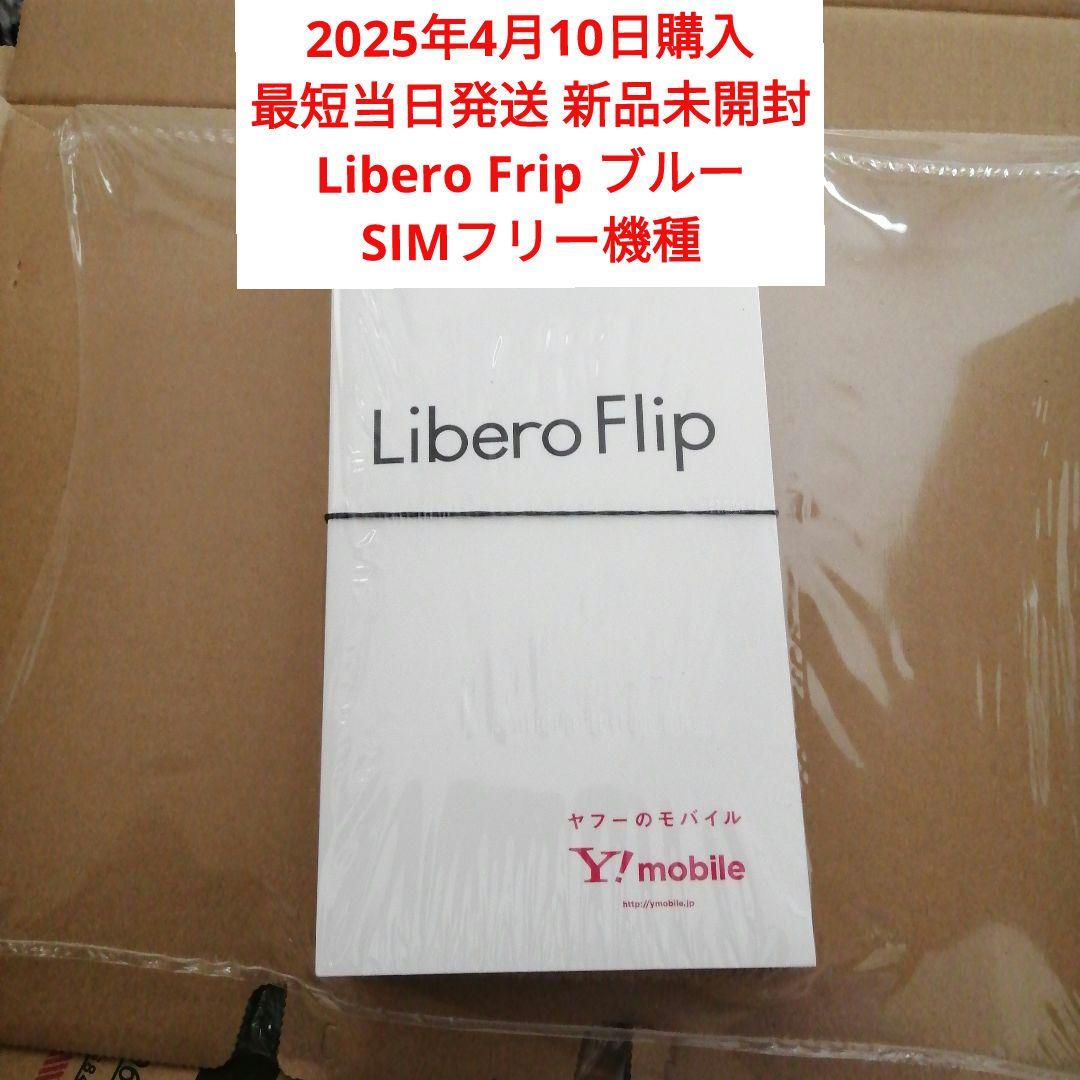 2025年4月10日購入
最短当日発送 新品未開封
Libero Frip ブルー
SIMフリー機種
Libero Flip
ヤフーのモバイル
Y!mobile
http://ymobile.jp